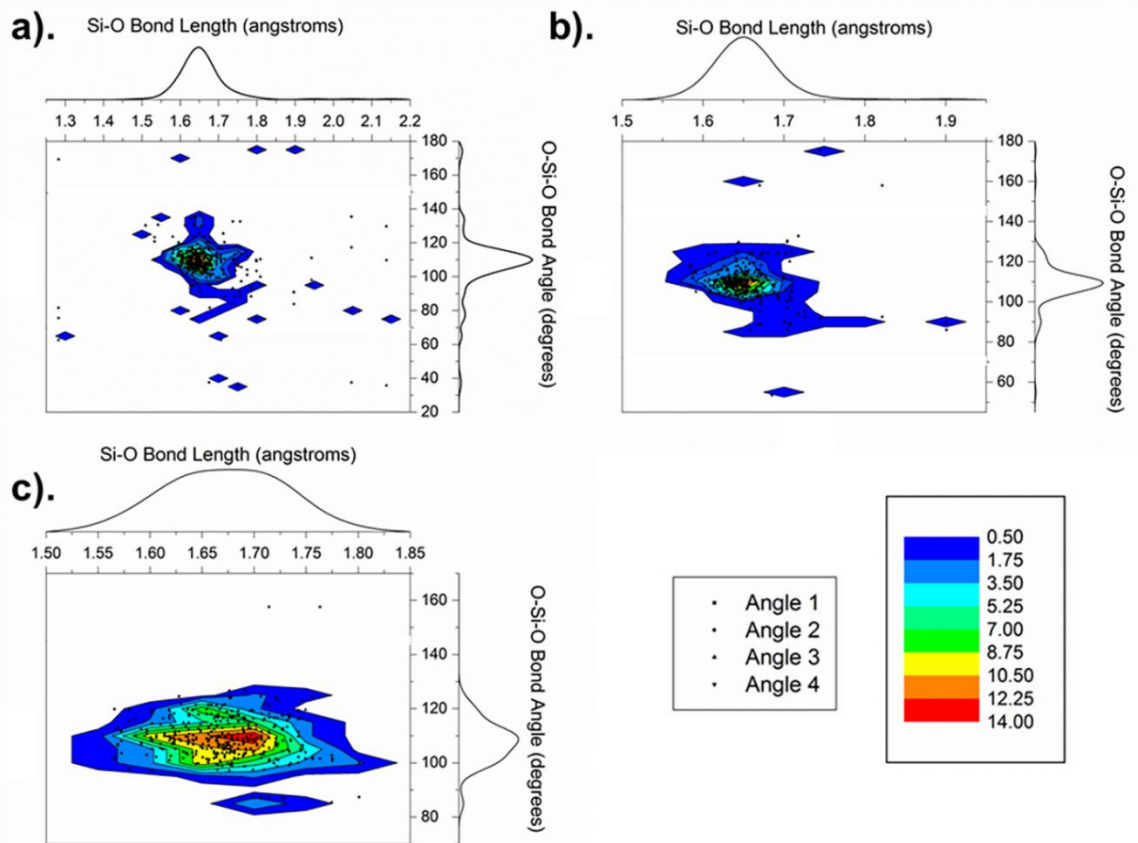 a).
Si-O Bond Length (angstroms)
1.3 1.4 1.5 1.6 1.7 1.8 1.9 2.0 2.1 2.2
180
160
140
120
100
80
60
40
20
O-Si-O Bond Angle (degrees)
b).
Si-O Bond Length (angstroms)
1.5 1.6 1.7 1.8 1.9
180
160
140
120
100
80
60
O-Si-O Bond Angle (degrees)
c).
Si-O Bond Length (angstroms)
1.50 1.55 1.60 1.65 1.70 1.75 1.80 1.85
160
140
120
100
80
O-Si-O Bond Angle (degrees)
Angle 1
Angle 2
Angle 3
Angle 4
0.50
1.75
3.50
5.25
7.00
8.75
10.50
12.25
14.00